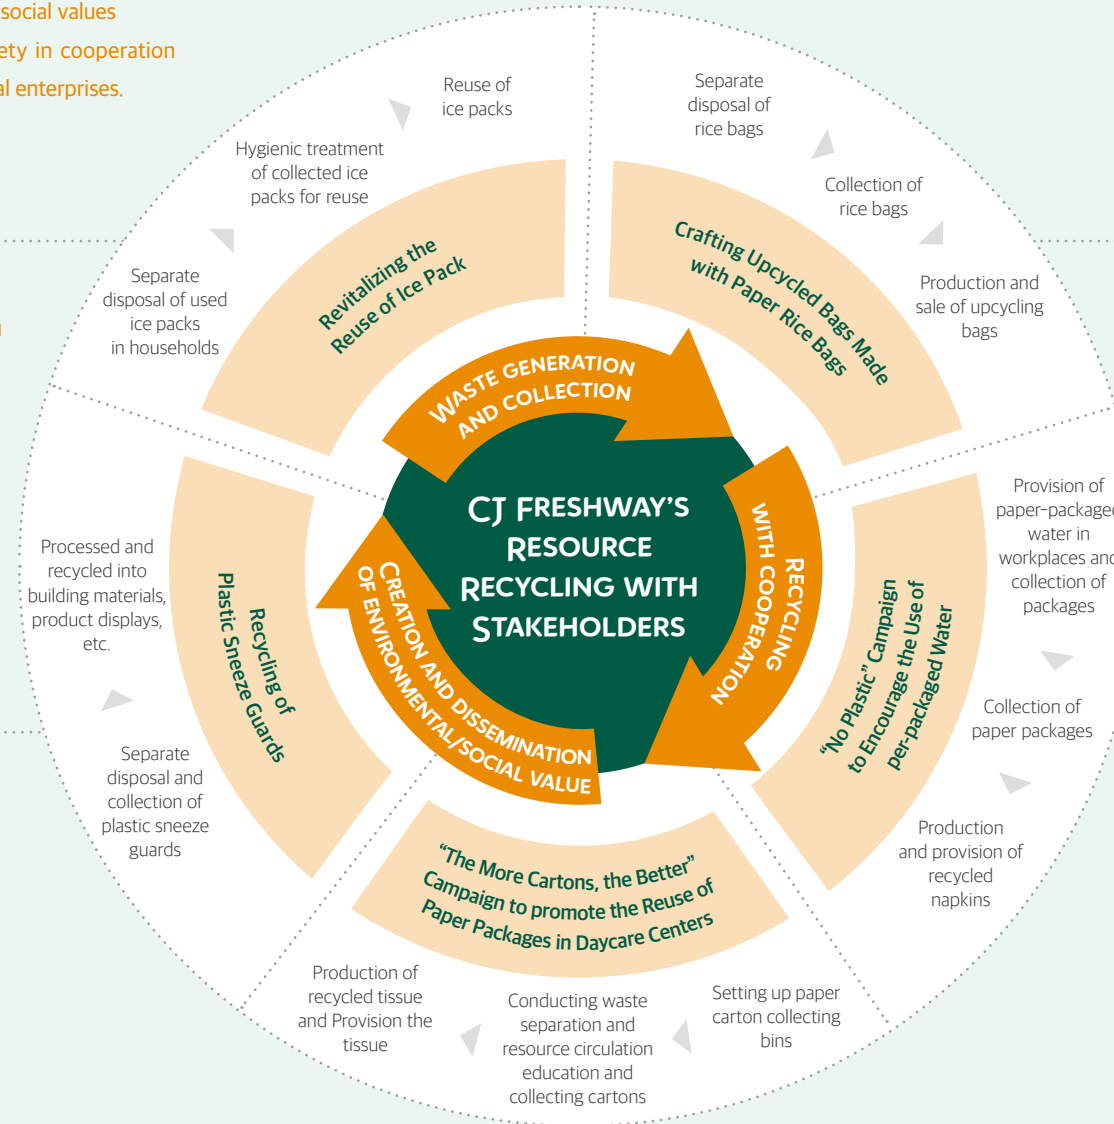 social values
ety in cooperation
al enterprises.
Reuse of
ice packs
Hygienic treatment
of collected ice
packs for reuse
Separate
disposal of used
ice packs
in households
Revitalizing the
Reuse of Ice Pack
Separate
disposal of
rice bags
Collection of
rice bags
Production and
sale of upcycling
bags
Crafting Upcycled Bags Made
with Paper Rice Bags
WASTE GENERATION
AND COLLECTION
RECYCLING
WITH COOPERATION
CREATION AND DISSEMINATION
OF ENVIRONMENTAL/SOCIAL VALUE
CJ FRESHWAY'S
RESOURCE
RECYCLING WITH
STAKEHOLDERS
Provision of
paper-packaged
water in
workplaces and
collection of
packages
Collection of
paper packages
Production
and provision of
recycled
napkins
“No Plastic” Campaign
to Encourage the Use of
per-packaged Water
Processed and
recycled into
building materials,
product displays,
etc.
Separate
disposal and
collection of
plastic sneeze
guards
Recycling of
Plastic Sneeze Guards
“The More Cartons, the Better”
Campaign to promote the Reuse of
Paper Packages in Daycare Centers
Production of
recycled tissue
and Provision the
tissue
Conducting waste
separation and
resource circulation
education and
collecting cartons
Setting up paper
carton collecting
bins